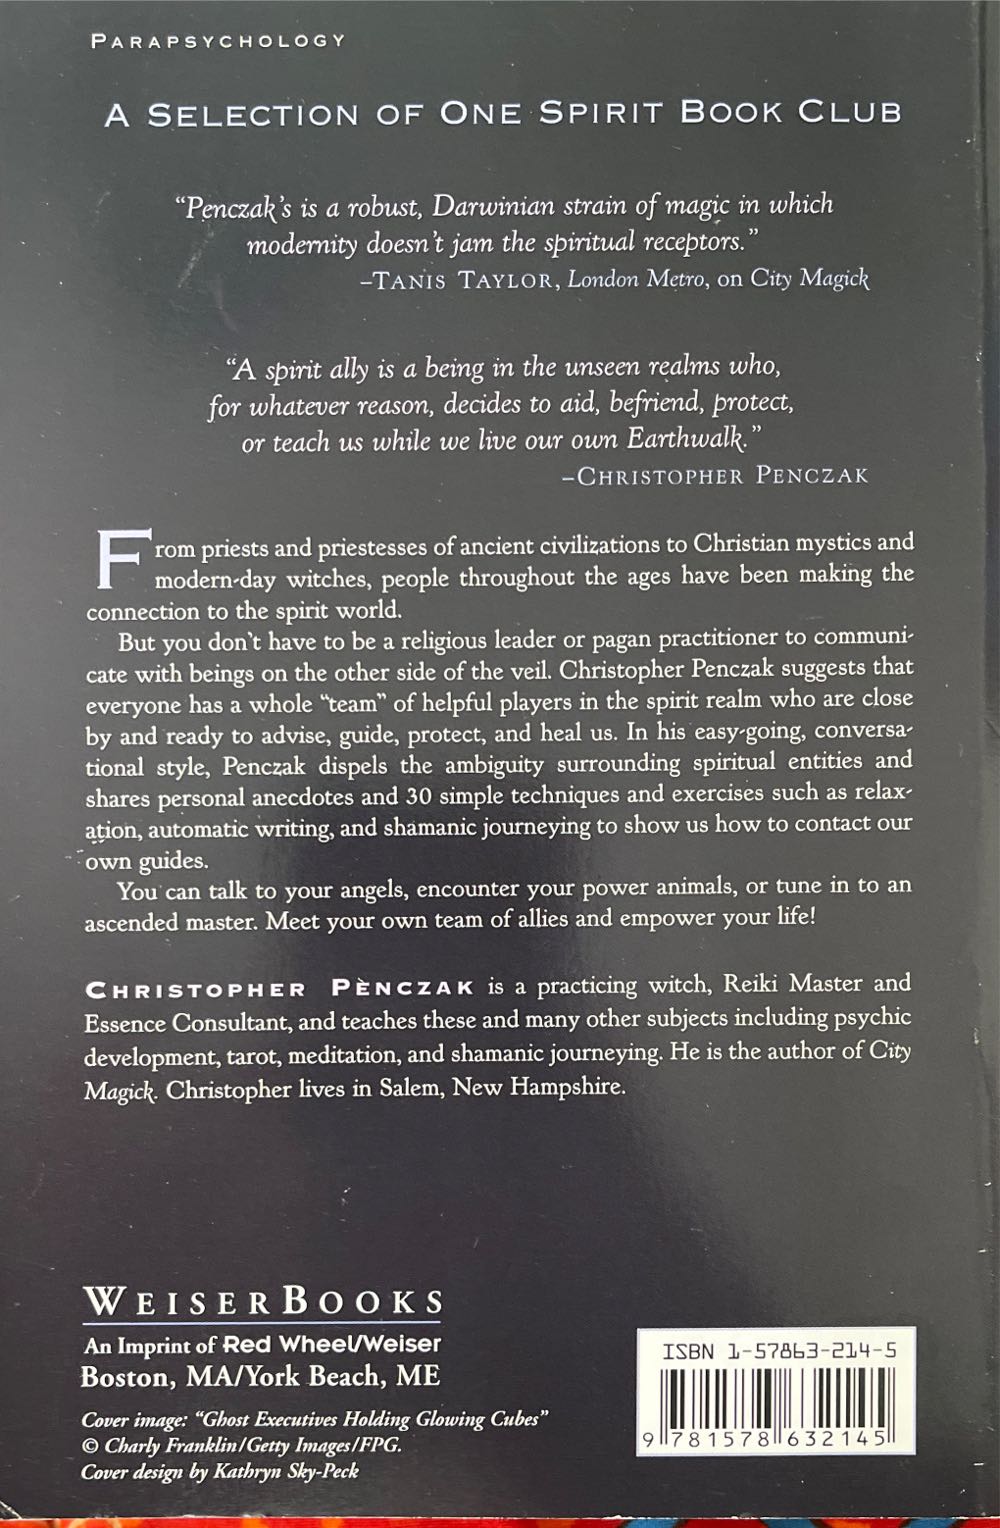 PARAPSYCHOLOGY
A SELECTION OF ONE SPIRIT BOOK CLUB
“Penczak’s is a robust, Darwinian strain of magic in which
modernity doesn’t jam the spiritual receptors.”
–TANIS TAYLOR, London Metro, on City Magick
“A spirit ally is a being in the unseen realms who,
for whatever reason, decides to aid, befriend, protect,
or teach us while we live our own Earthwalk.”
–CHRISTOPHER PENCZAK
From priests and priestesses of ancient civilizations to Christian mystics and
modern-day witches, people throughout the ages have been making the
connection to the spirit world.
But you don’t have to be a religious leader or pagan practitioner to communi-
cate with beings on the other side of the veil. Christopher Penczak suggests that
everyone has a whole “team” of helpful players in the spirit realm who are close
by and ready to advise, guide, protect, and heal us. In his easy-going, conversa-
tional style, Penczak dispels the ambiguity surrounding spiritual entities and
shares personal anecdotes and 30 simple techniques and exercises such as relax-
ation, automatic writing, and shamanic journeying to show us how to contact our
own guides.
You can talk to your angels, encounter your power animals, or tune in to an
ascended master. Meet your own team of allies and empower your life!
CHRISTOPHER PENCZAK is a practicing witch, Reiki Master and
Essence Consultant, and teaches these and many other subjects including psychic
development, tarot, meditation, and shamanic journeying. He is the author of City
Magick. Christopher lives in Salem, New Hampshire.
WEISERBOOKS
An Imprint of Red Wheel/Weiser
Boston, MA/York Beach, ME
Cover image: “Ghost Executives Holding Glowing Cubes”
© Charly Franklin/Getty Images/FPG.
Cover design by Kathryn Sky-Peck
ISBN 1-57863-214-5
9 781578 632145